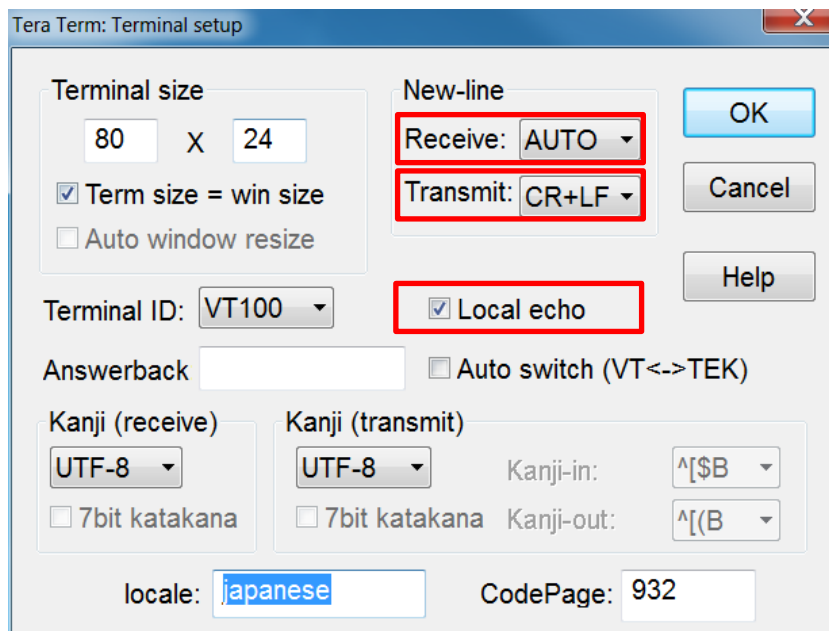 Tera Term: Terminal setup
Terminal size
80 X 24
Term size = win size
Auto window resize
New-line
Receive: AUTO
Transmit: CR+LF
OK
Cancel
Help
Terminal ID: VT100
Local echo
Answerback
Auto switch (VT<->TEK)
Kanji (receive)
UTF-8
7bit katakana
Kanji (transmit)
UTF-8
7bit katakana
Kanji-in: ^[$B
Kanji-out: ^[(B
locale: japanese
CodePage: 932